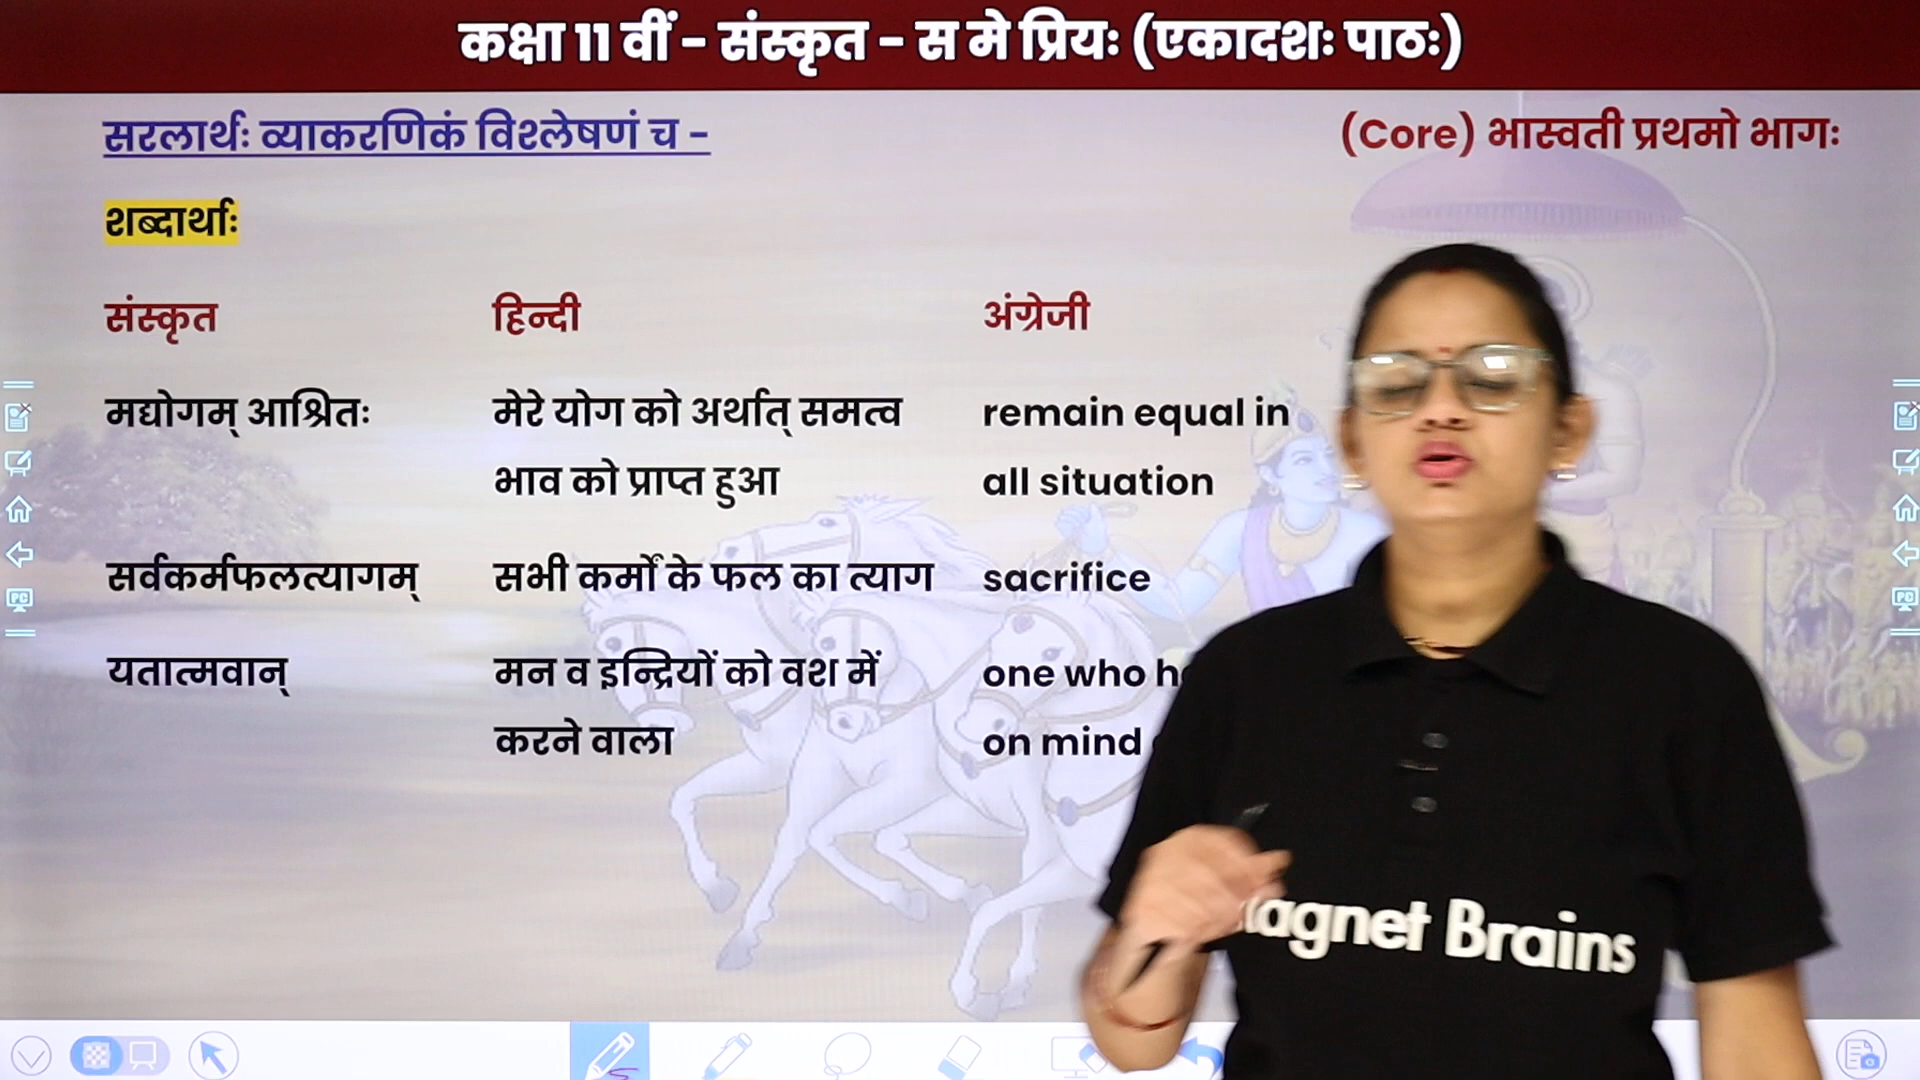 कक्षा 11 वीं - संस्कृत - स मे प्रियः (एकादशः पाठः)
सरलार्थः व्याकरणिकं विश्लेषणं च -
(Core) भास्वती प्रथमो भागः
शब्दार्थाः
संस्कृत हिन्दी अंग्रेजी
मद्योगम् आश्रितः मेरे योग को अर्थात् समत्व remain equal in
भाव को प्राप्त हुआ all situation
सर्वकर्मफलत्यागम् सभी कर्मों के फल का त्याग sacrifice
यतात्मवान् मन व इन्द्रियों को वश में one who
करने वाला on mind
Brains
PC
PC